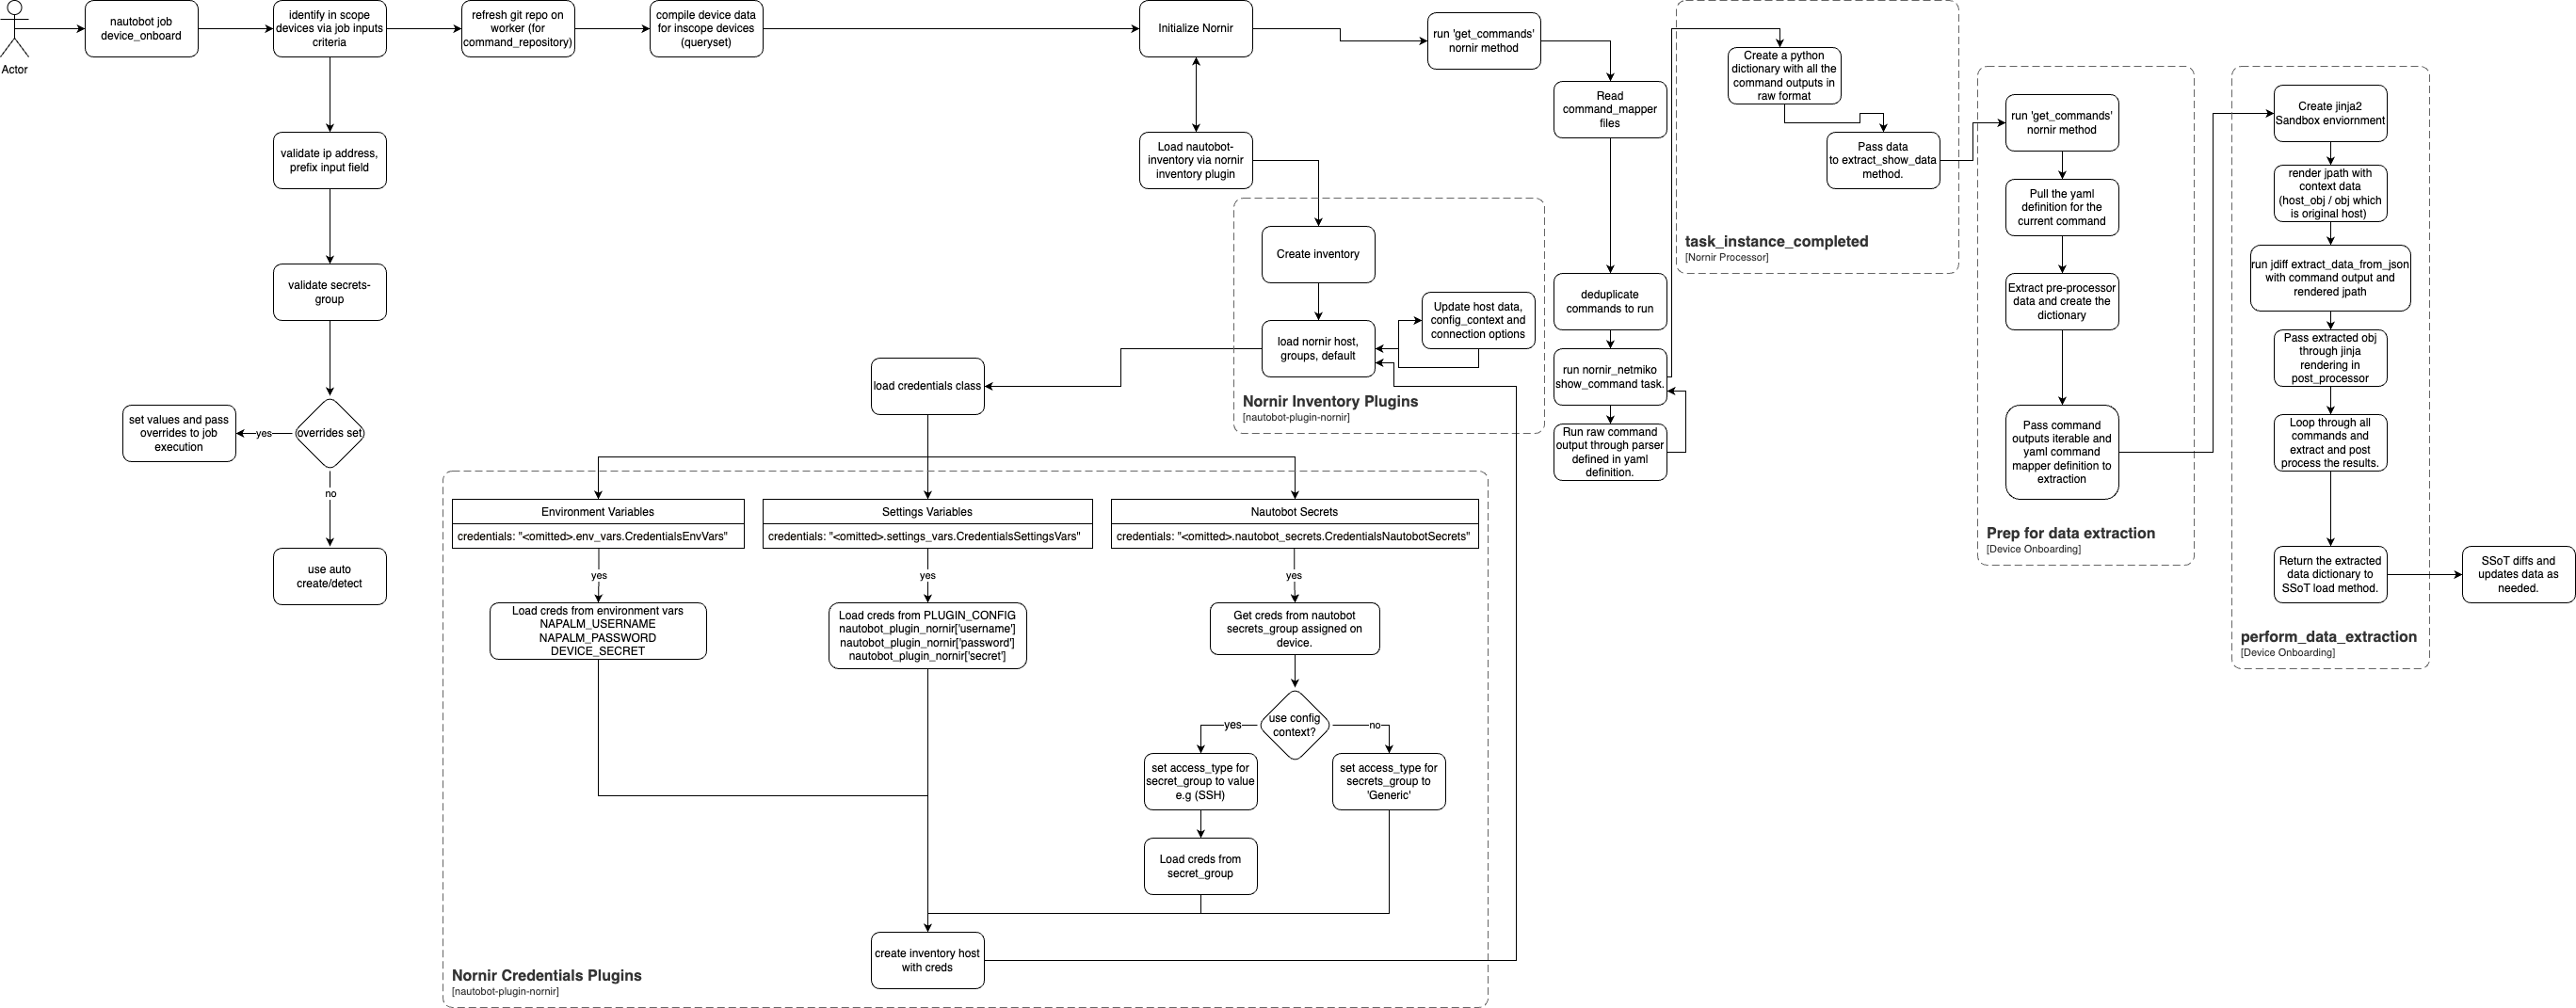 Actor
nautobot job
device_onboard
identify in scope
devices via job inputs
criteria
refresh git repo on
worker (for
command_repository)
compile device data
for inscope devices
(queryset)
Initialize Nornir
run 'get_commands'
nornir method
validate ip address,
prefix input field
validate secrets-
group
overrides set
yes
set values and pass
overrides to job
execution
no
use auto
create/detect
Load nautobot-
inventory via nornir
inventory plugin
Create inventory
load nornir host,
groups, default
Update host data,
config_context and
connection options
Nornir Inventory Plugins
[nautobot-plugin-nornir]
load credentials class
Environment Variables
credentials: "<omitted>.env_vars.CredentialsEnvVars"
Settings Variables
credentials: "<omitted>.settings_vars.CredentialsSettingsVars"
Nautobot Secrets
credentials: "<omitted>.nautobot_secrets.CredentialsNautobotSecrets"
yes
yes
yes
Load creds from environment vars
NAPALM_USERNAME
NAPALM_PASSWORD
DEVICE_SECRET
Load creds from PLUGIN_CONFIG
nautobot_plugin_nornir['username']
nautobot_plugin_nornir['password']
nautobot_plugin_nornir['secret']
Get creds from nautobot
secrets_group assigned on
device.
use config
context?
yes
no
set access_type for
secret_group to value
e.g (SSH)
set access_type for
secrets_group to
'Generic'
Load creds from
secret_group
create inventory host
with creds
Nornir Credentials Plugins
[nautobot-plugin-nornir]
Read
command_mapper
files
deduplicate
commands to run
run nornir_netmiko
show_command task.
Run raw command
output through parser
defined in yaml
definition.
Create a python
dictionary with all the
command outputs in
raw format
Pass data
to extract_show_data
method.
task_instance_completed
[Nornir Processor]
run 'get_commands'
nornir method
Pull the yaml
definition for the
current command
Extract pre-processor
data and create the
dictionary
Pass command
outputs iterable and
yaml command
mapper definition to
extraction
Prep for data extraction
[Device Onboarding]
Create jinja2
Sandbox enviornment
render jpath with
context data
(host_obj / obj which
is original host)
run jdiff extract_data_from_json
with command output and
rendered jpath
Pass extracted obj
through jinja
rendering in
post_processor
Loop through all
commands and
extract and post
process the results.
Return the extracted
data dictionary to
SSoT load method.
perform_data_extraction
[Device Onboarding]
SSoT diffs and
updates data as
needed.